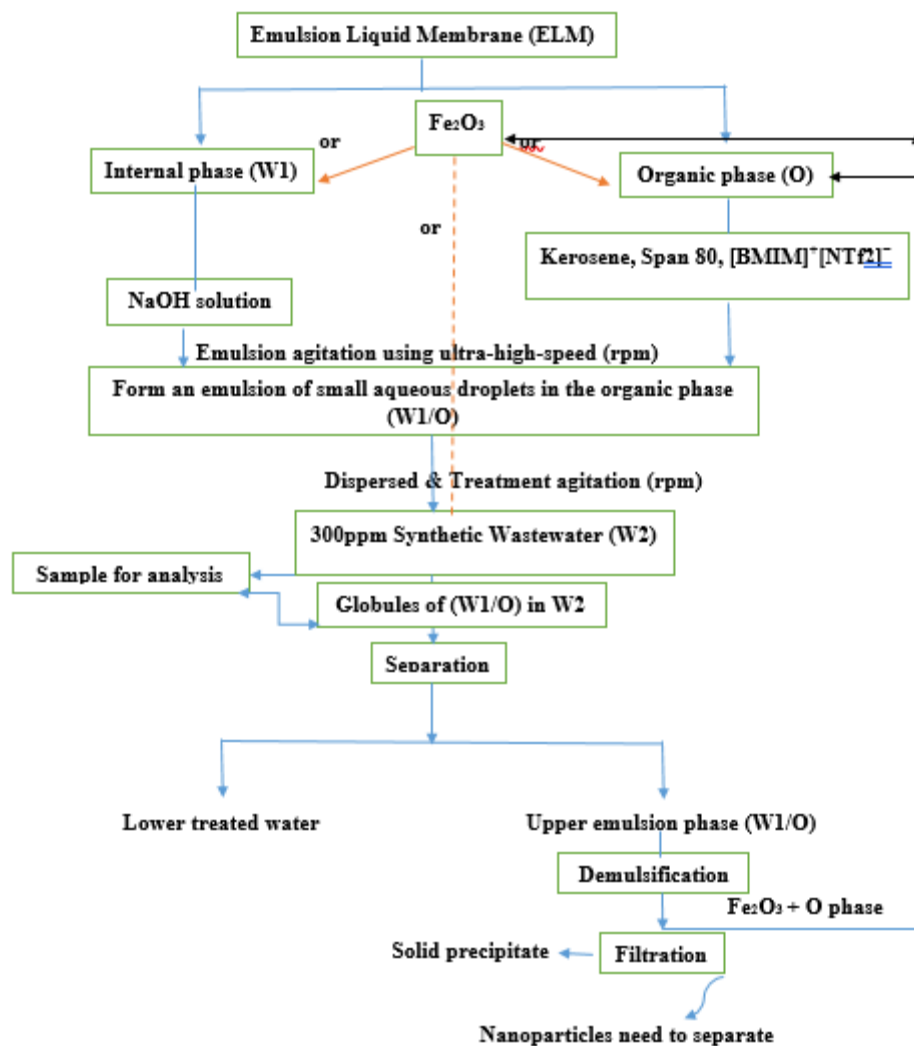 Emulsion Liquid Membrane (ELM)
Fe₂O₃
or
or
Internal phase (W1)
Organic phase (O)
or
Kerosene, Span 80, [BMIM]⁺[NTf2]⁻
NaOH solution
Emulsion agitation using ultra-high-speed (rpm)
Form an emulsion of small aqueous droplets in the organic phase
(W1/O)
Dispersed & Treatment agitation (rpm)
300ppm Synthetic Wastewater (W2)
Sample for analysis
Globules of (W1/O) in W2
Separation
Lower treated water
Upper emulsion phase (W1/O)
Demulsification
Fe₂O₃ + O phase
Solid precipitate
Filtration
Nanoparticles need to separate